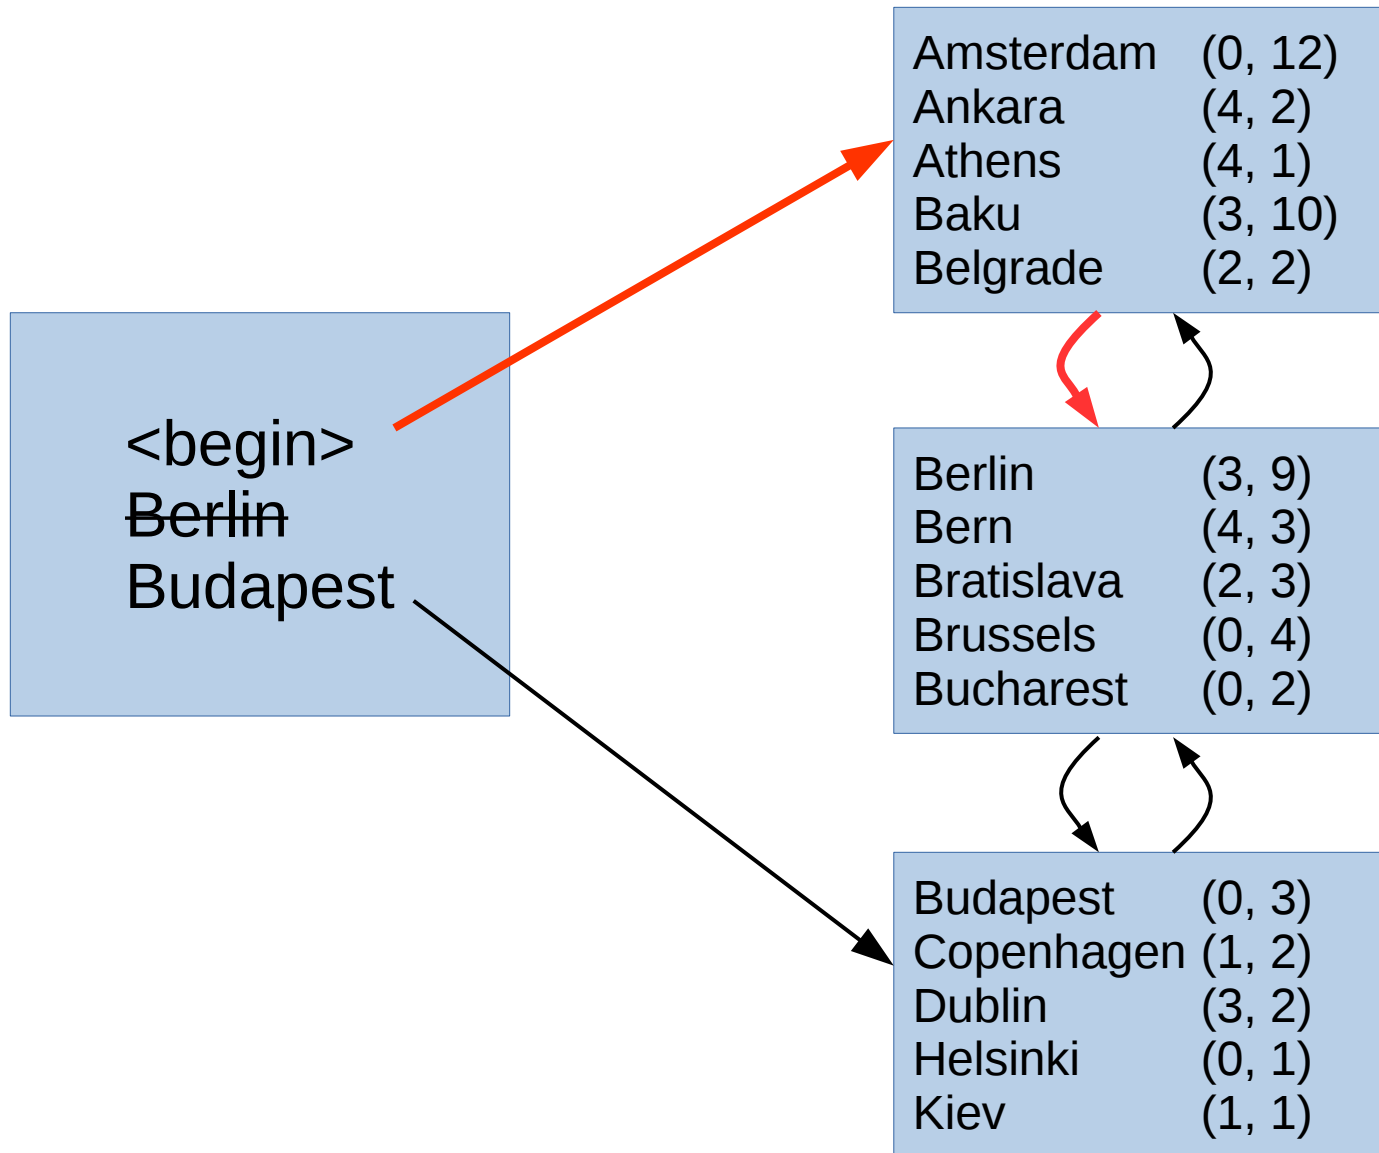 <begin>
Berlin
Budapest
Amsterdam (0, 12)
Ankara (4, 2)
Athens (4, 1)
Baku (3, 10)
Belgrade (2, 2)
Berlin (3, 9)
Bern (4, 3)
Bratislava (2, 3)
Brussels (0, 4)
Bucharest (0, 2)
Budapest (0, 3)
Copenhagen (1, 2)
Dublin (3, 2)
Helsinki (0, 1)
Kiev (1, 1)